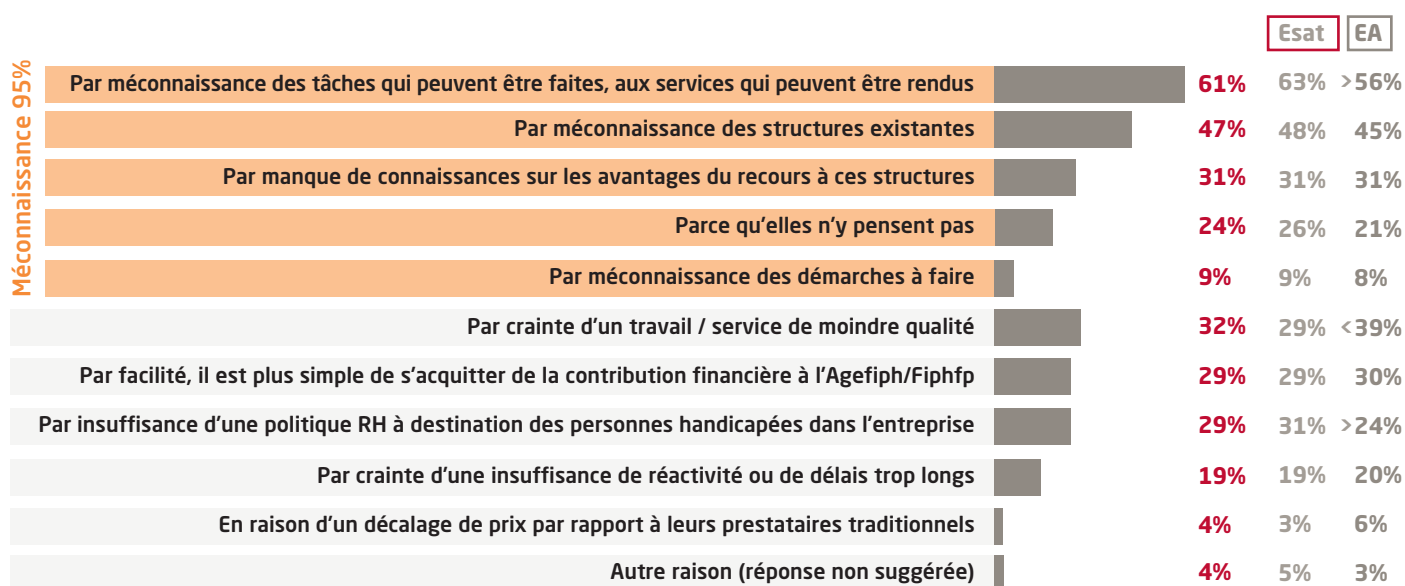 Esat EA
Méconnaissance 95%
Par méconnaissance des tâches qui peuvent être faites, aux services qui peuvent être rendus 61% 63% >56%
Par méconnaissance des structures existantes 47% 48% 45%
Par manque de connaissances sur les avantages du recours à ces structures 31% 31% 31%
Parce qu'elles n'y pensent pas 24% 26% 21%
Par méconnaissance des démarches à faire 9% 9% 8%
Par crainte d'un travail / service de moindre qualité 32% 29% <39%
Par facilité, il est plus simple de s'acquitter de la contribution financière à l'Agefiph/Fiphfp 29% 29% 30%
Par insuffisance d'une politique RH à destination des personnes handicapées dans l'entreprise 29% 31% >24%
Par crainte d'une insuffisance de réactivité ou de délais trop longs 19% 19% 20%
En raison d'un décalage de prix par rapport à leurs prestataires traditionnels 4% 3% 6%
Autre raison (réponse non suggérée) 4% 5% 3%